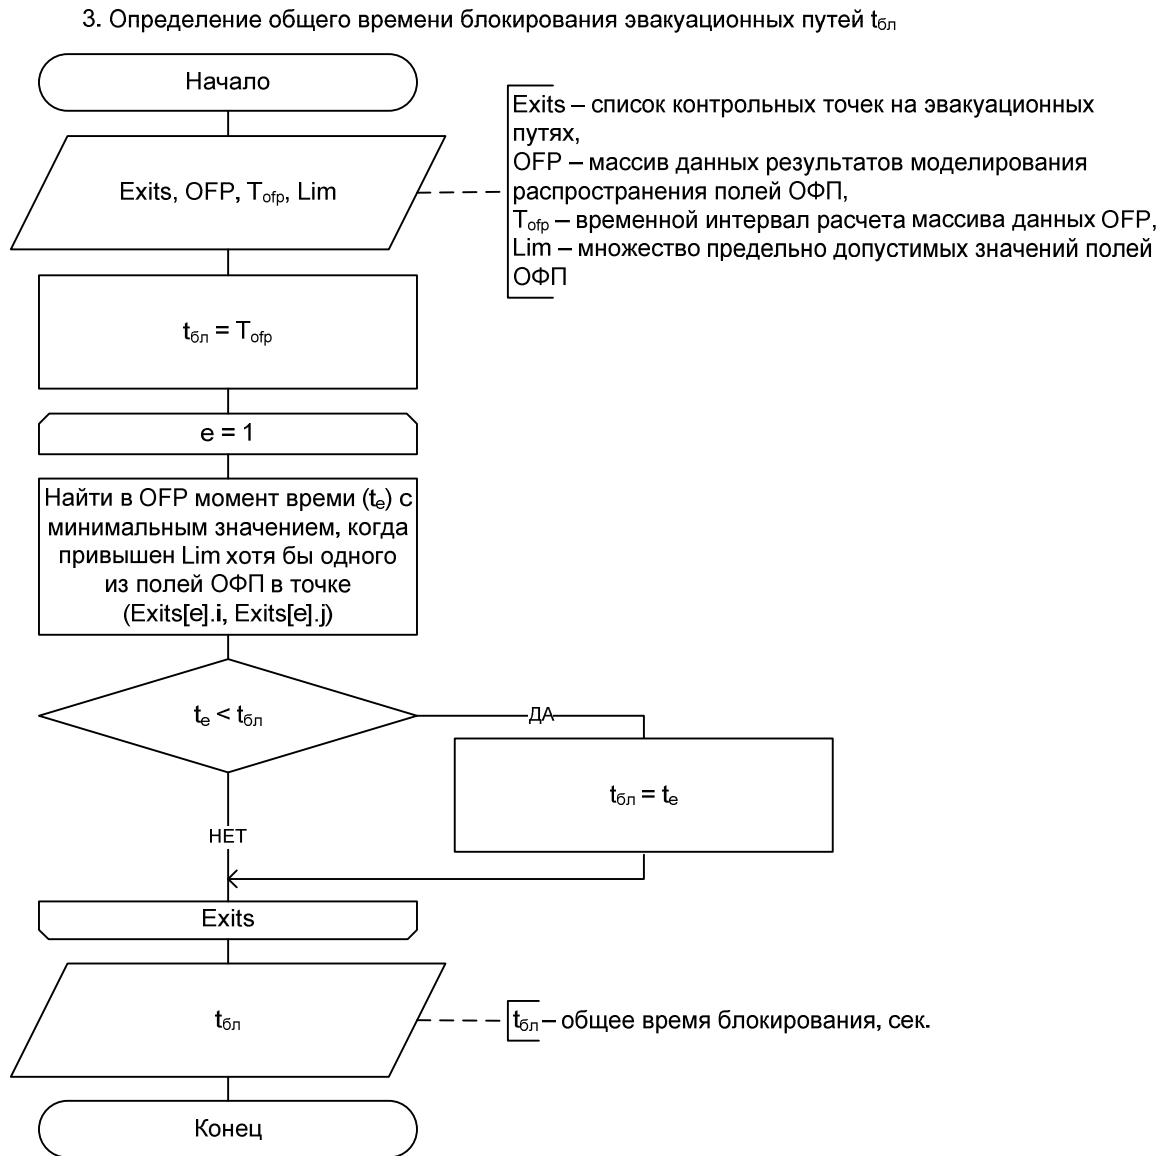 3. Определение общего времени блокирования эвакуационных путей tбл
Начало
Exits, OFP, Tofp, Lim
Exits – список контрольных точек на эвакуационных
путях,
OFP – массив данных результатов моделирования
распространения полей ОФП,
Tofp – временной интервал расчета массива данных OFP,
Lim – множество предельно допустимых значений полей
ОФП
tбл = Tofp
e = 1
Найти в OFP момент времи (te) с
минимальным значением, когда
привышен Lim хотя бы одного
из полей ОФП в точке
(Exits[e].i, Exits[e].j)
te < tбл
ДА
tбл = te
НЕТ
Exits
tбл
tбл – общее время блокирования, сек.
Конец